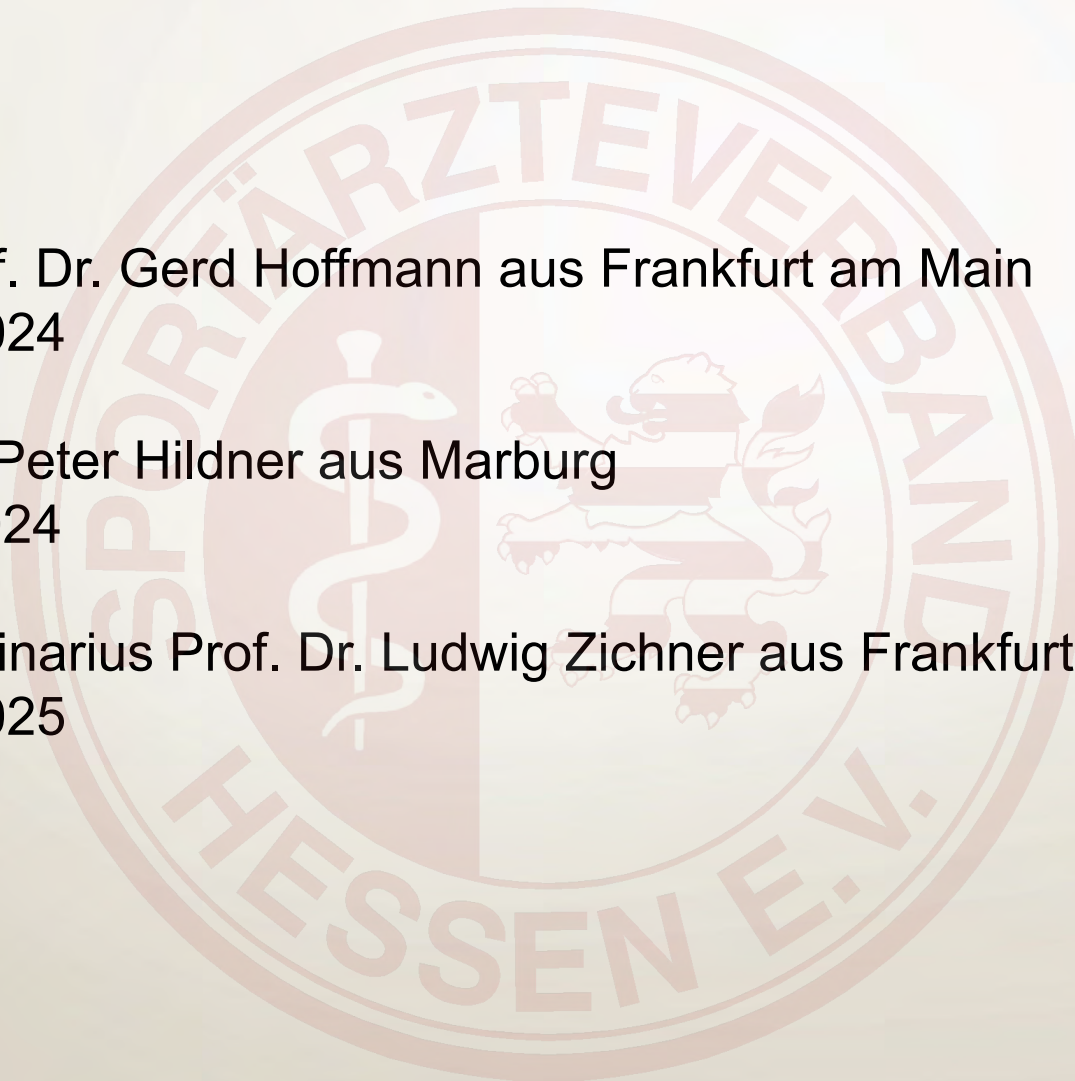 SPORTÄRZTEVERBAND
f. Dr. Gerd Hoffmann aus Frankfurt am Main
024
Peter Hildner aus Marburg
024
inarius Prof. Dr. Ludwig Zichner aus Frankfurt
025
HESSEN E.V.